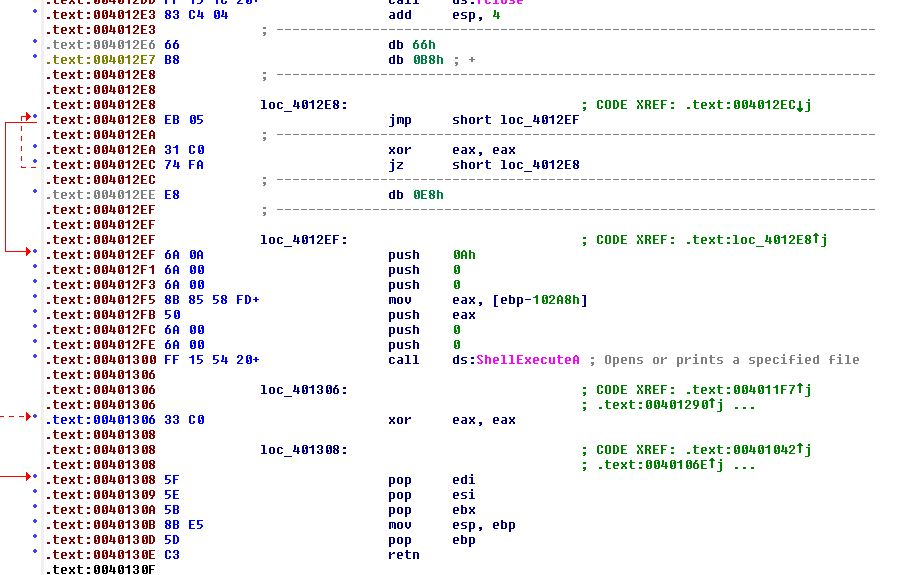 .text:004012DD FF 15 1C 20+ call ds:fclose
.text:004012E3 83 C4 04 add esp, 4
.text:004012E3 ; ---------------------------------------------------------------------------
.text:004012E6 66 db 66h
.text:004012E7 B8 db 0B8h ; +
.text:004012E8 ; ---------------------------------------------------------------------------
.text:004012E8
.text:004012E8 loc_4012E8: ; CODE XREF: .text:004012EC↓j
.text:004012E8 EB 05 jmp short loc_4012EF
.text:004012EA ; ---------------------------------------------------------------------------
.text:004012EA 31 C0 xor eax, eax
.text:004012EC 74 FA jz short loc_4012E8
.text:004012EC ; ---------------------------------------------------------------------------
.text:004012EE E8 db 0E8h
.text:004012EF ; ---------------------------------------------------------------------------
.text:004012EF
.text:004012EF loc_4012EF: ; CODE XREF: .text:loc_4012E8↑j
.text:004012EF 6A 0A push 0Ah
.text:004012F1 6A 00 push 0
.text:004012F3 6A 00 push 0
.text:004012F5 8B 85 58 FD+ mov eax, [ebp-102A8h]
.text:004012FB 50 push eax
.text:004012FC 6A 00 push 0
.text:004012FE 6A 00 push 0
.text:00401300 FF 15 54 20+ call ds:ShellExecuteA ; Opens or prints a specified file
.text:00401306
.text:00401306 loc_401306: ; CODE XREF: .text:004011F7↑j
.text:00401306 ; .text:00401290↑j ...
.text:00401306 33 C0 xor eax, eax
.text:00401308
.text:00401308 loc_401308: ; CODE XREF: .text:00401042↑j
.text:00401308 ; .text:0040106E↑j ...
.text:00401308 5F pop edi
.text:00401309 5E pop esi
.text:0040130A 5B pop ebx
.text:0040130B 8B E5 mov esp, ebp
.text:0040130D 5D pop ebp
.text:0040130E C3 retn
.text:0040130F